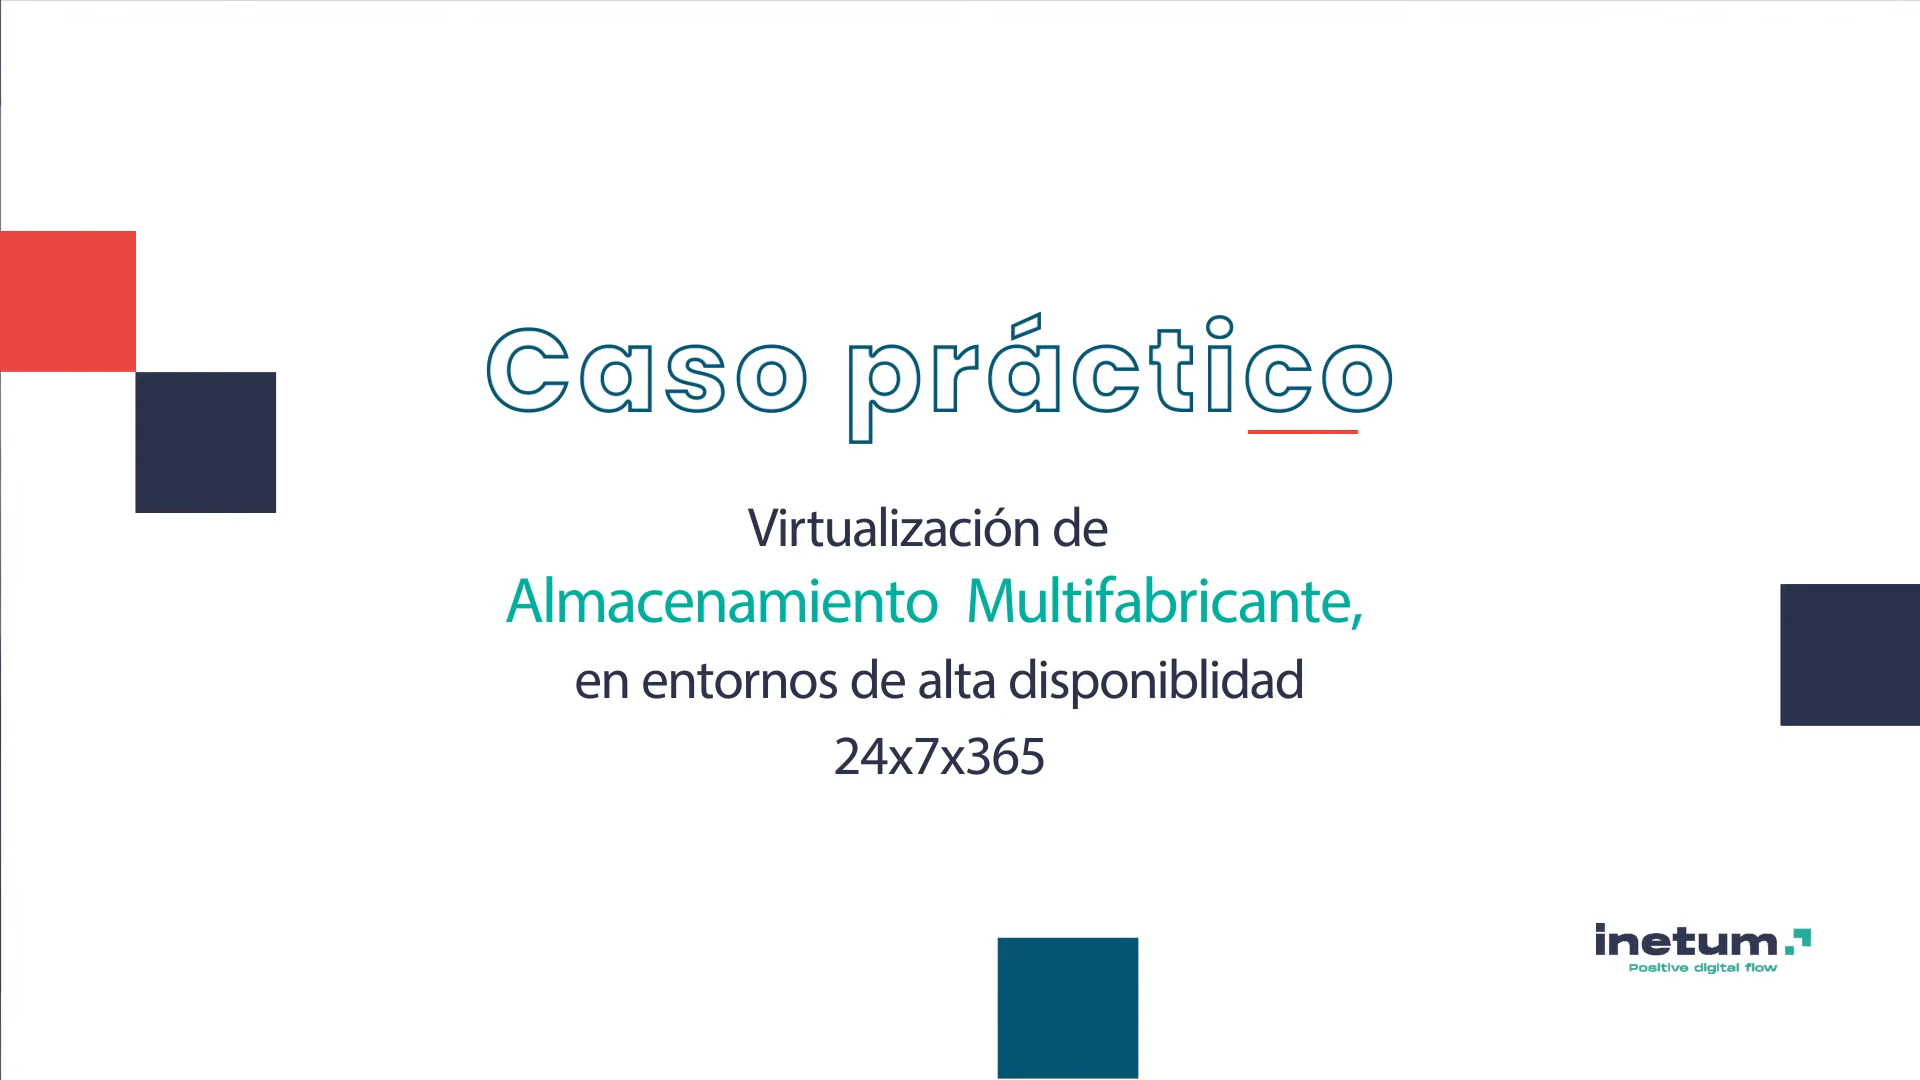 Caso práctico
Virtualización de
Almacenamiento Multifabricante,
en entornos de alta disponiblidad
24x7x365
inetum.
Positive digital flow